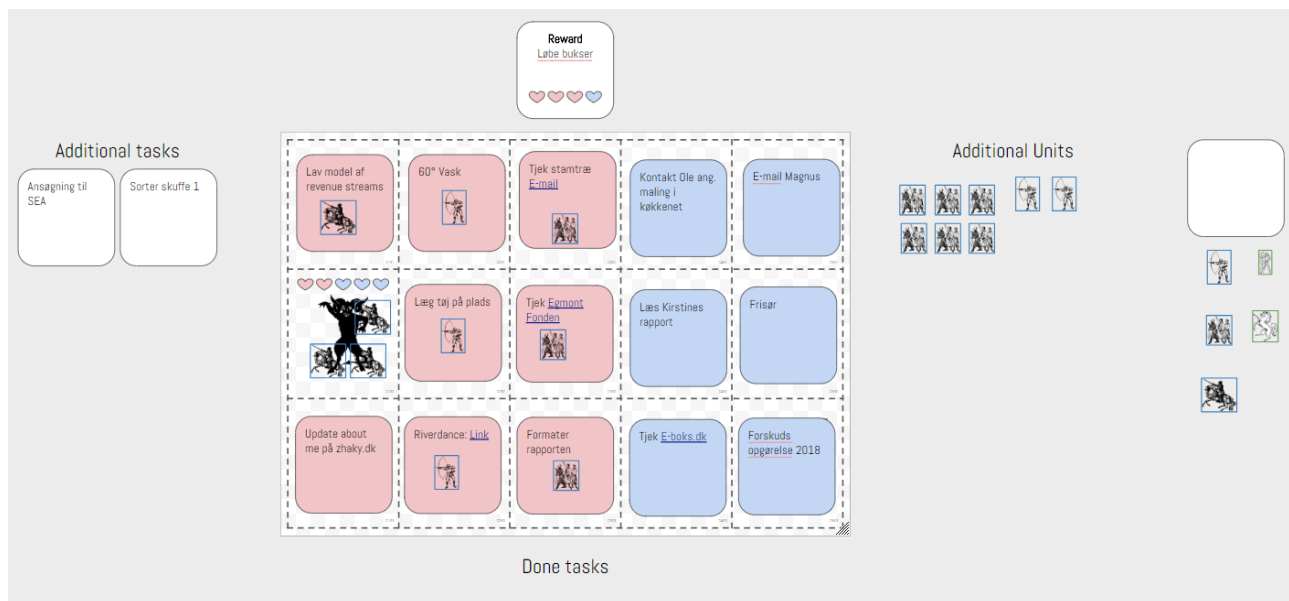 Reward
Løbe bukser
Additional tasks
Ansøgning til
SEA
Sorter skuffe 1
Lav model af
revenue streams
60° Vask
Tjek stamtræ
E-mail
Kontakt Ole ang.
maling i
køkkenet
E-mail Magnus
Læg tøj på plads
Tjek Egmont
Fonden
Læs Kirstines
rapport
Frisør
Update about
me på zhaky.dk
Riverdance: Link
Formater
rapporten
Tjek E-boks.dk
Forskuds
opgørelse 2018
Additional Units
Done tasks